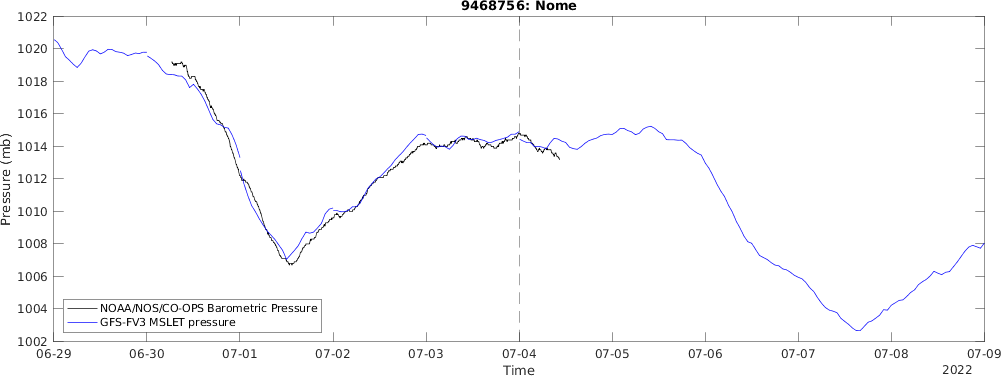 9468756: Nome
1022
1020
1018
1016
1014
1012
1010
1008
1006
1004
1002
Pressure (mb)
NOAA/NOS/CO-OPS Barometric Pressure
GFS-FV3 MSLET pressure
06-29 06-30 07-01 07-02 07-03 07-04 07-05 07-06 07-07 07-08 07-09
Time
2022